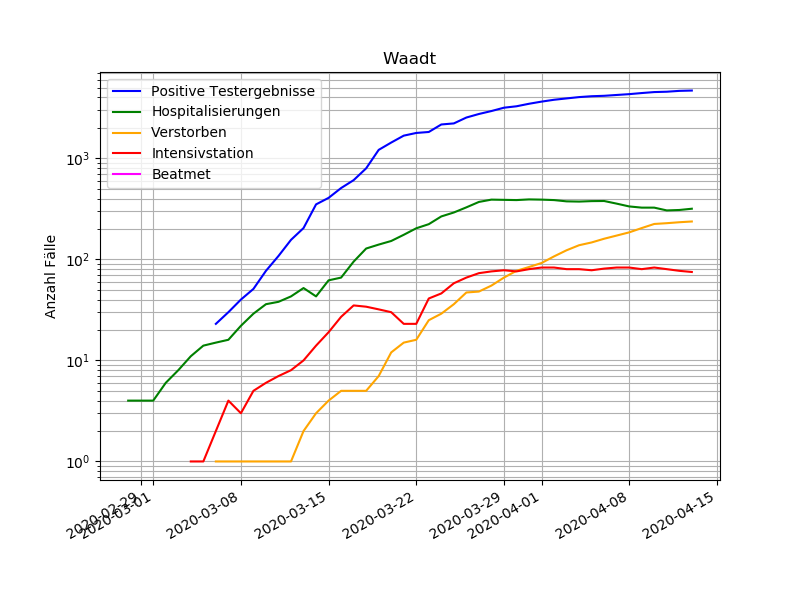 Waadt
Positive Testergebnisse
Hospitalisierungen
Verstorben
Intensivstation
Beatmet
Anzahl Fälle
10³
10²
10¹
10⁰
2020-02-29
2020-03-01
2020-03-08
2020-03-15
2020-03-22
2020-03-29
2020-04-01
2020-04-08
2020-04-15